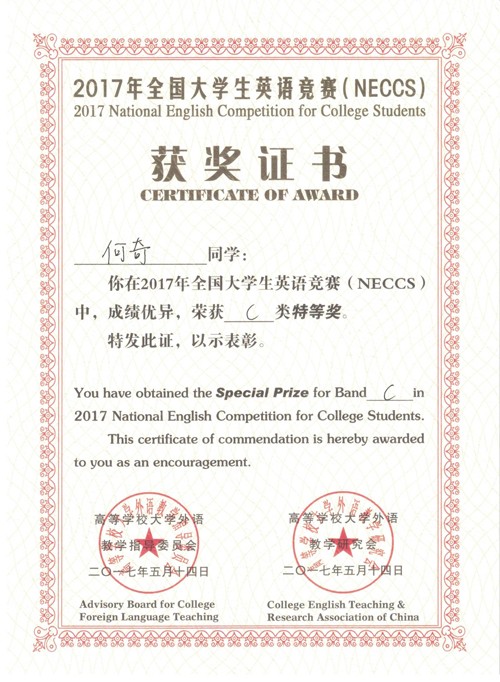 2017年全国大学生英语竞赛(NECCS)
2017 National English Competition for College Students
获奖证书
CERTIFICATE OF AWARD
何奇 同学:
你在2017年全国大学生英语竞赛(NECCS)
中,成绩优异,荣获 C 类特等奖。
特发此证,以示表彰。
You have obtained the Special Prize for Band C in
2017 National English Competition for College Students.
This certificate of commendation is hereby awarded
to you as an encouragement.
高等学校大学外语
教学指导委员会
二〇一七年五月十四日
Advisory Board for College
Foreign Language Teaching
高等学校大学外语
教学研究会
二〇一七年五月十四日
College English Teaching &
Research Association of China